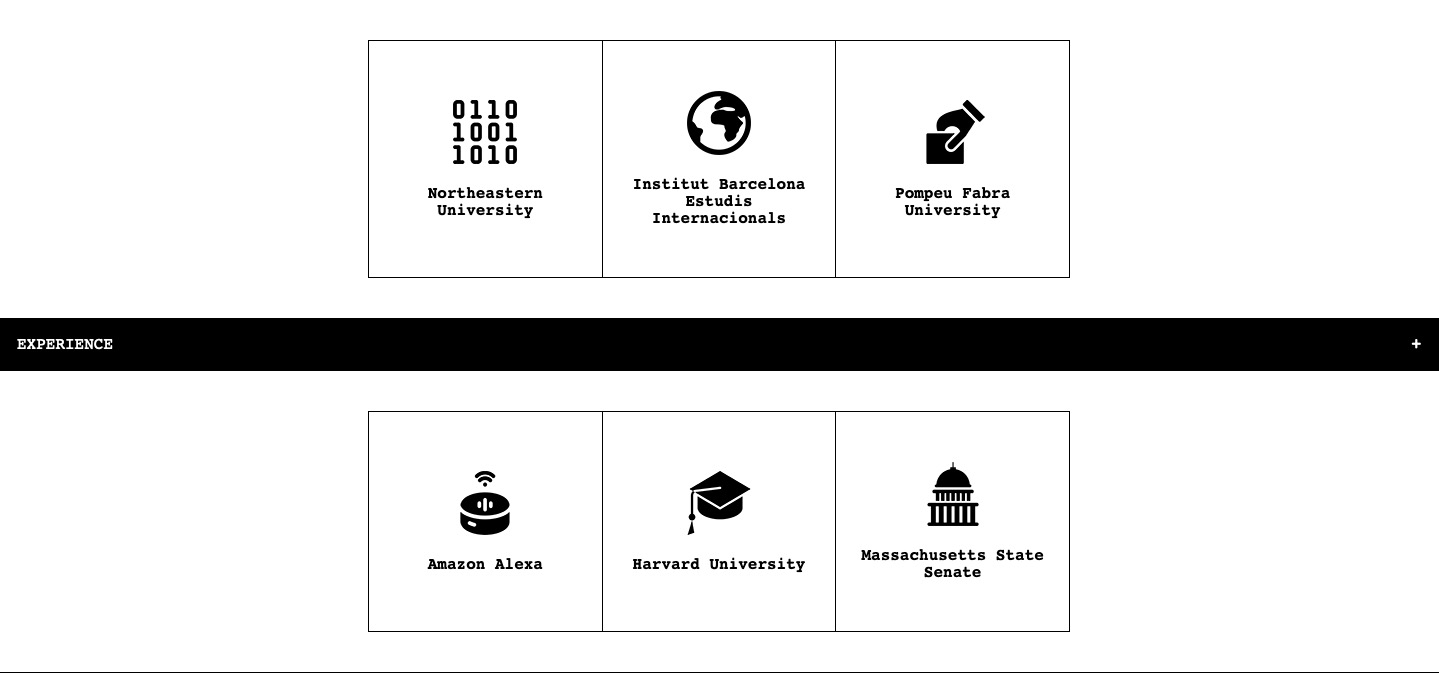 0110
1001
1010
Northeastern
University
Institut Barcelona
Estudis
Internacionals
Pompeu Fabra
University
EXPERIENCE +
Amazon Alexa
Harvard University
Massachusetts State
Senate